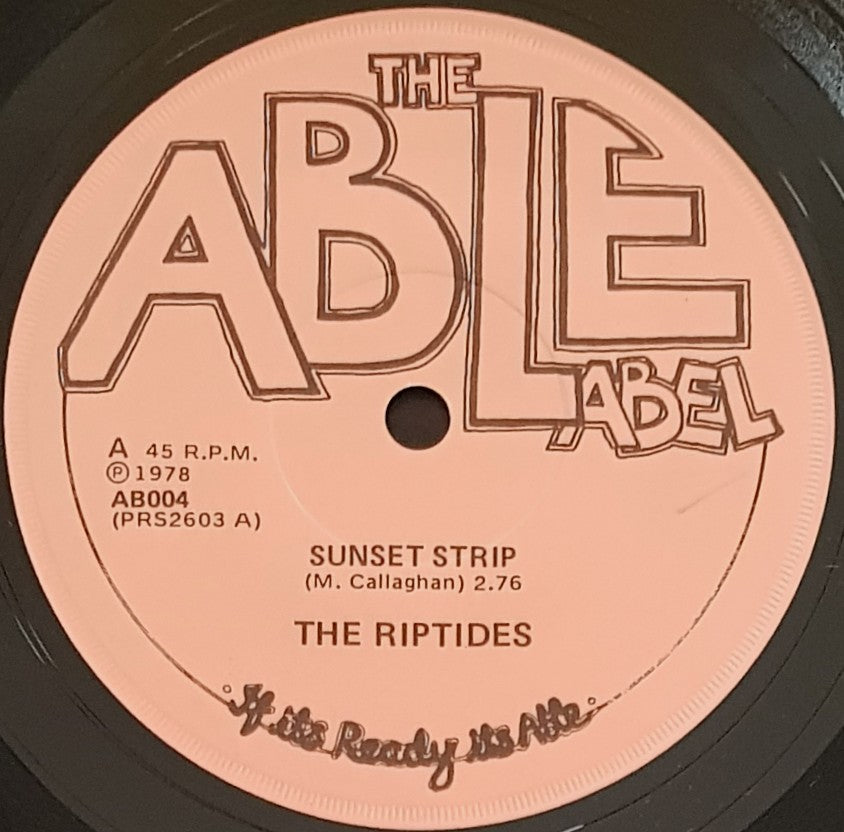 THE
ABLE
LABEL
A 45 R.P.M.
Ⓟ 1978
AB004
(PRS2603 A)
SUNSET STRIP
(M. Callaghan) 2.76
THE RIPTIDES
If its Ready its Able